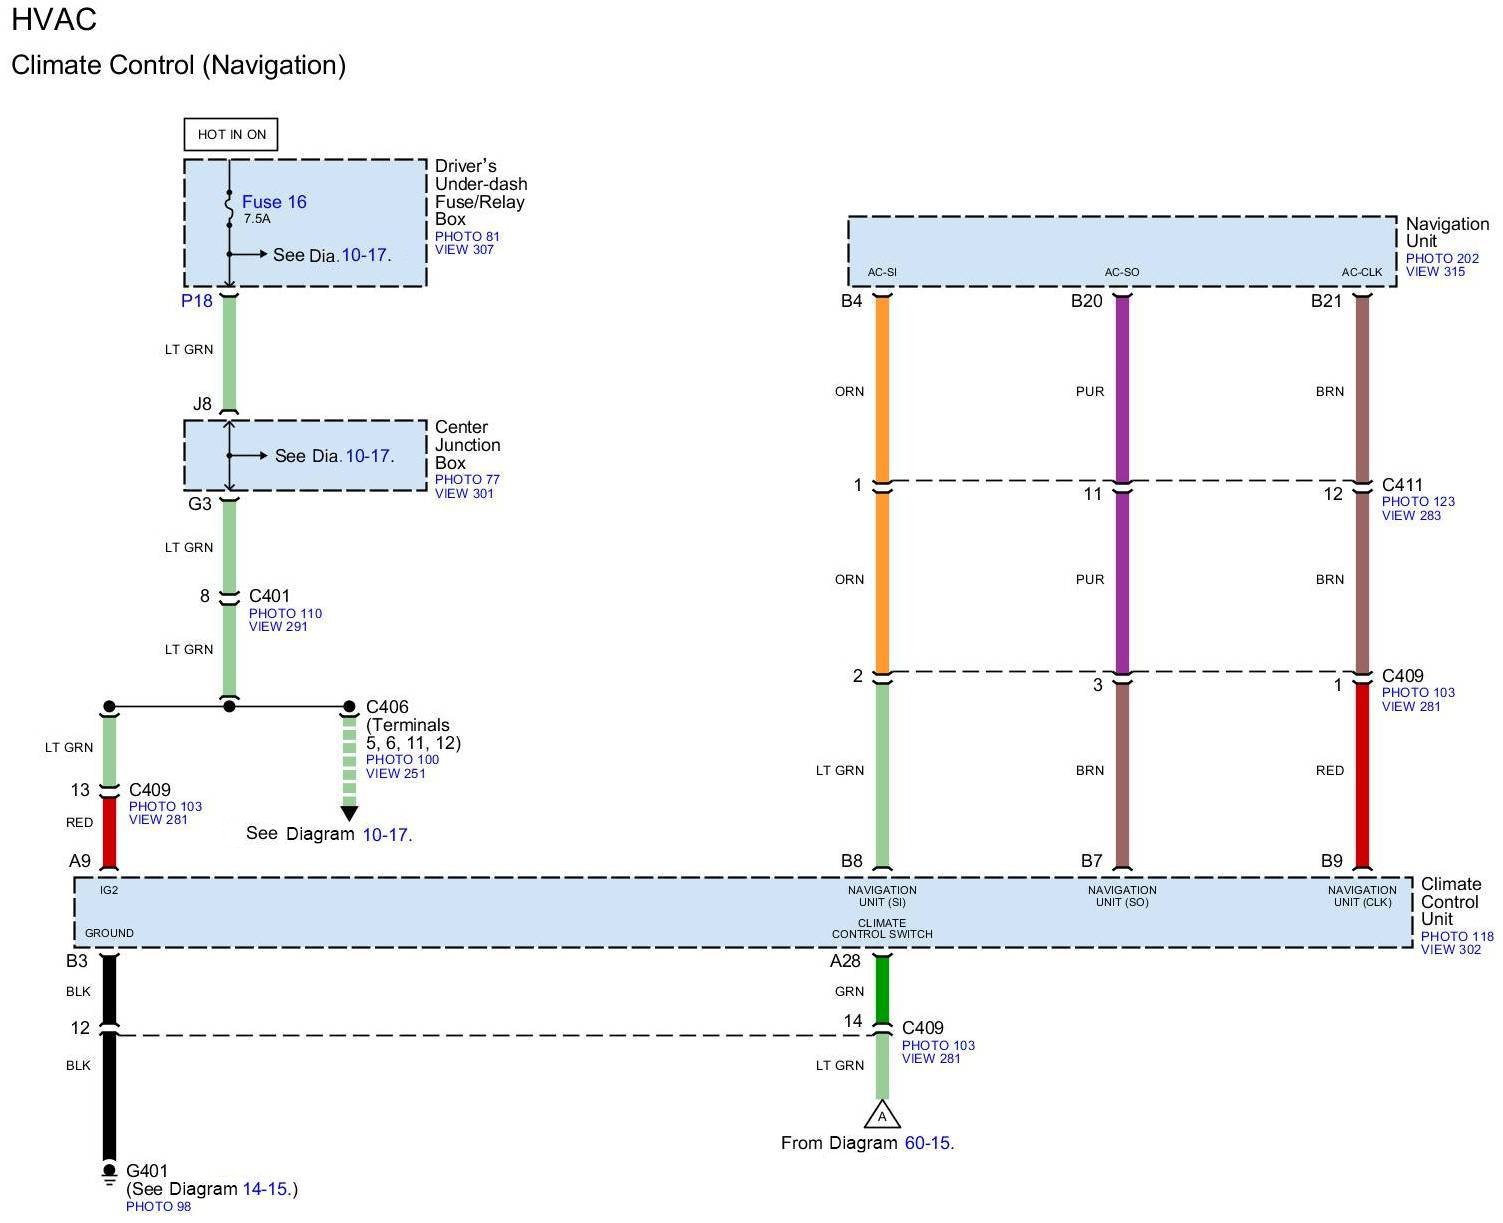 HVAC
Climate Control (Navigation)
HOT IN ON
Fuse 16
7.5A
See Dia. 10-17.
Driver's
Under-dash
Fuse/Relay
Box
PHOTO 81
VIEW 307
P18
LT GRN
J8
See Dia. 10-17.
Center
Junction
Box
PHOTO 77
VIEW 301
G3
LT GRN
8
C401
PHOTO 110
VIEW 291
LT GRN
C406
(Terminals
5, 6, 11, 12)
PHOTO 100
VIEW 251
See Diagram 10-17.
LT GRN
13
C409
PHOTO 103
VIEW 281
RED
A9
Navigation
Unit
PHOTO 202
VIEW 315
AC-SI
AC-SO
AC-CLK
B4
B20
B21
ORN
PUR
BRN
1
11
12
C411
PHOTO 123
VIEW 283
ORN
PUR
BRN
2
3
1
C409
PHOTO 103
VIEW 281
LT GRN
BRN
RED
B8
B7
B9
IG2
NAVIGATION
UNIT (SI)
NAVIGATION
UNIT (SO)
NAVIGATION
UNIT (CLK)
GROUND
CLIMATE
CONTROL SWITCH
Climate
Control
Unit
PHOTO 118
VIEW 302
B3
BLK
12
BLK
G401
(See Diagram 14-15.)
PHOTO 98
A28
GRN
14
C409
PHOTO 103
VIEW 281
LT GRN
A
From Diagram 60-15.